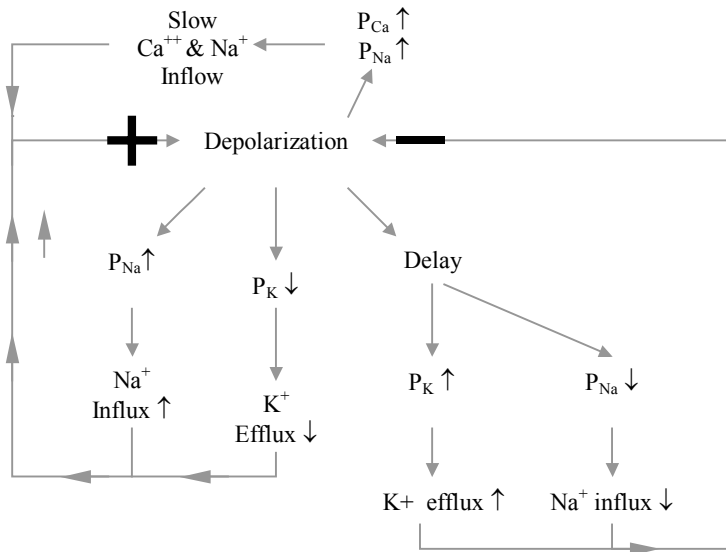 Slow
Ca++ & Na+
Inflow
PCa ↑
PNa ↑
+
Depolarization
−
PNa ↑
PK ↓
Delay
Na+
Influx ↑
K+
Efflux ↓
PK ↑
PNa ↓
K+ efflux ↑
Na+ influx ↓